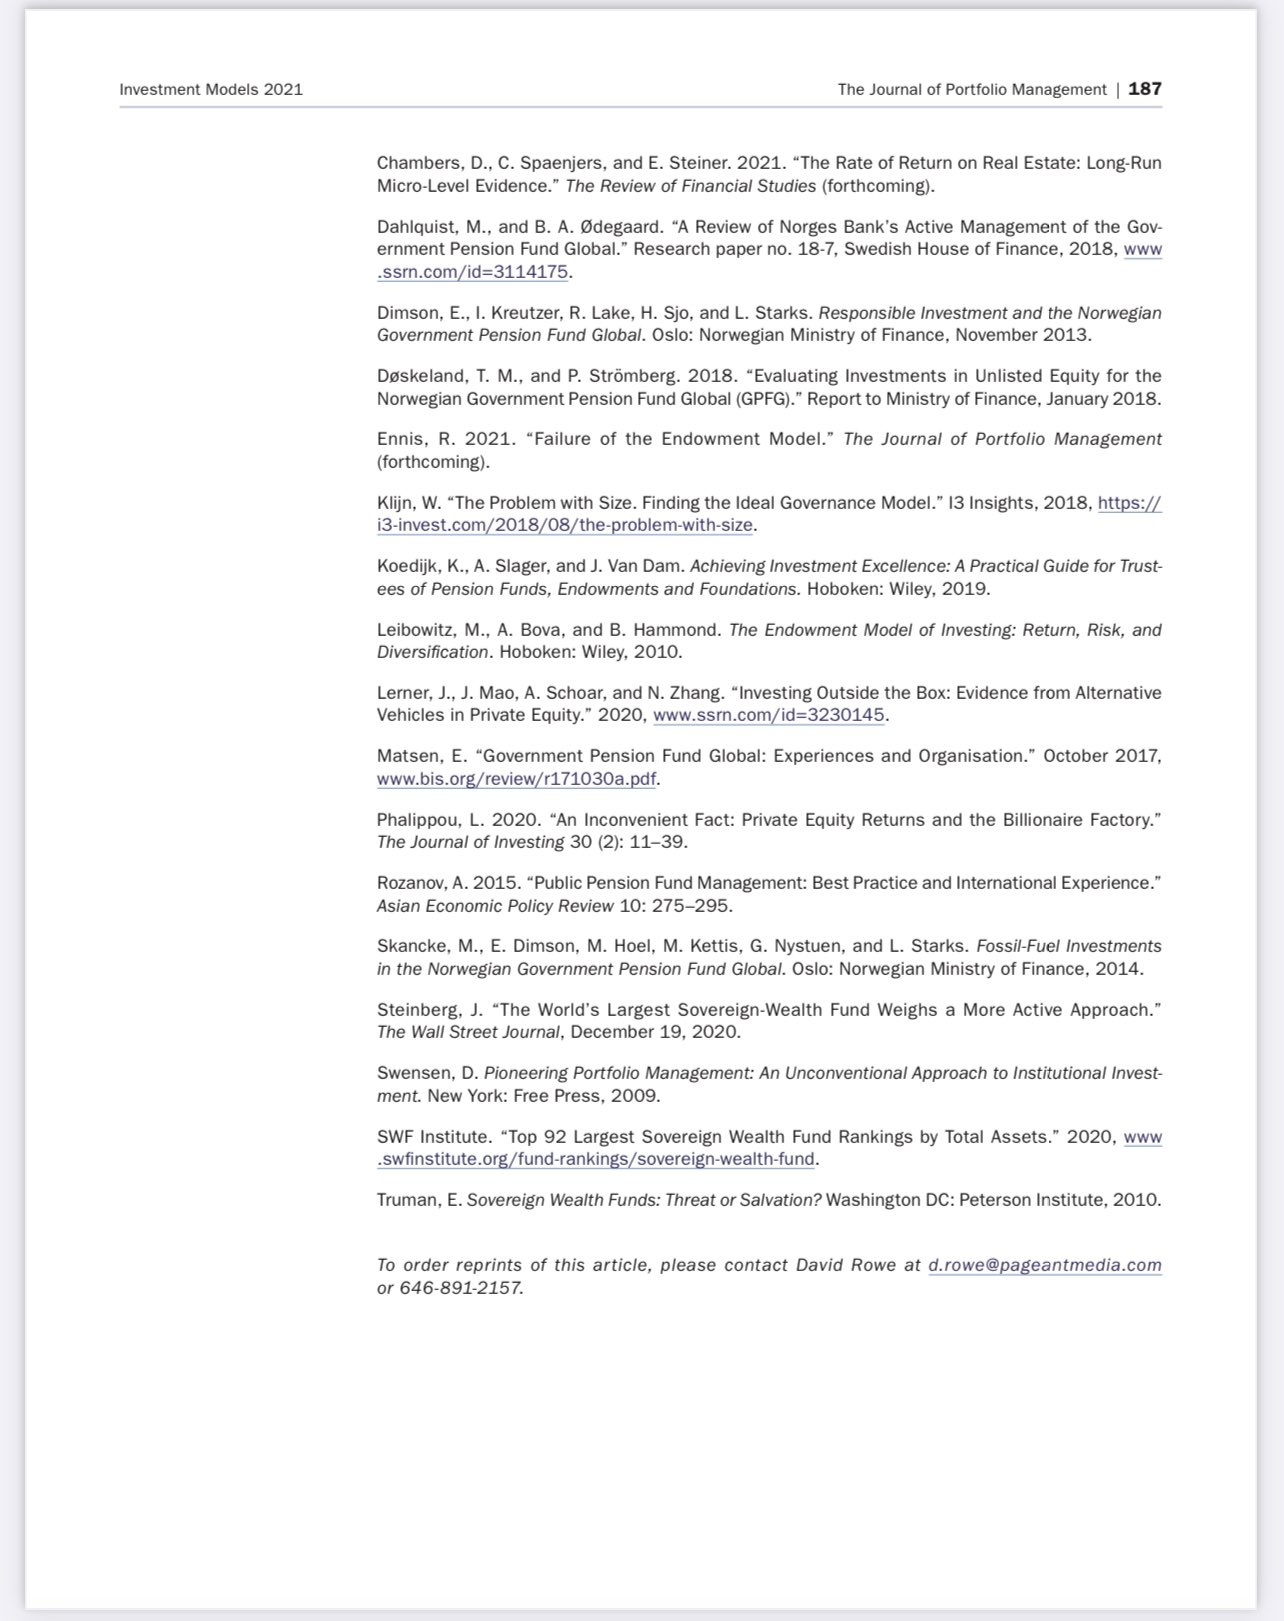 Investment Models 2021
The Journal of Portfolio Management | 187
Chambers, D., C. Spaenjers, and E. Steiner. 2021. “The Rate of Return on Real Estate: Long-Run
Micro-Level Evidence.” The Review of Financial Studies (forthcoming).
Dahlquist, M., and B. A. Ødegaard. “A Review of Norges Bank’s Active Management of the Gov-
ernment Pension Fund Global.” Research paper no. 18-7, Swedish House of Finance, 2018, www
.ssrn.com/id=3114175.
Dimson, E., I. Kreutzer, R. Lake, H. Sjo, and L. Starks. Responsible Investment and the Norwegian
Government Pension Fund Global. Oslo: Norwegian Ministry of Finance, November 2013.
Døskeland, T. M., and P. Strömberg. 2018. “Evaluating Investments in Unlisted Equity for the
Norwegian Government Pension Fund Global (GPFG).” Report to Ministry of Finance, January 2018.
Ennis, R. 2021. “Failure of the Endowment Model.” The Journal of Portfolio Management
(forthcoming).
Klijn, W. “The Problem with Size. Finding the Ideal Governance Model.” I3 Insights, 2018, https://
i3-invest.com/2018/08/the-problem-with-size.
Koedijk, K., A. Slager, and J. Van Dam. Achieving Investment Excellence: A Practical Guide for Trust-
ees of Pension Funds, Endowments and Foundations. Hoboken: Wiley, 2019.
Leibowitz, M., A. Bova, and B. Hammond. The Endowment Model of Investing: Return, Risk, and
Diversification. Hoboken: Wiley, 2010.
Lerner, J., J. Mao, A. Schoar, and N. Zhang. “Investing Outside the Box: Evidence from Alternative
Vehicles in Private Equity.” 2020, www.ssrn.com/id=3230145.
Matsen, E. “Government Pension Fund Global: Experiences and Organisation.” October 2017,
www.bis.org/review/r171030a.pdf.
Phalippou, L. 2020. “An Inconvenient Fact: Private Equity Returns and the Billionaire Factory.”
The Journal of Investing 30 (2): 11–39.
Rozanov, A. 2015. “Public Pension Fund Management: Best Practice and International Experience.”
Asian Economic Policy Review 10: 275–295.
Skancke, M., E. Dimson, M. Hoel, M. Kettis, G. Nystuen, and L. Starks. Fossil-Fuel Investments
in the Norwegian Government Pension Fund Global. Oslo: Norwegian Ministry of Finance, 2014.
Steinberg, J. “The World’s Largest Sovereign-Wealth Fund Weighs a More Active Approach.”
The Wall Street Journal, December 19, 2020.
Swensen, D. Pioneering Portfolio Management: An Unconventional Approach to Institutional Invest-
ment. New York: Free Press, 2009.
SWF Institute. “Top 92 Largest Sovereign Wealth Fund Rankings by Total Assets.” 2020, www
.swfinstitute.org/fund-rankings/sovereign-wealth-fund.
Truman, E. Sovereign Wealth Funds: Threat or Salvation? Washington DC: Peterson Institute, 2010.
To order reprints of this article, please contact David Rowe at d.rowe@pageantmedia.com
or 646-891-2157.